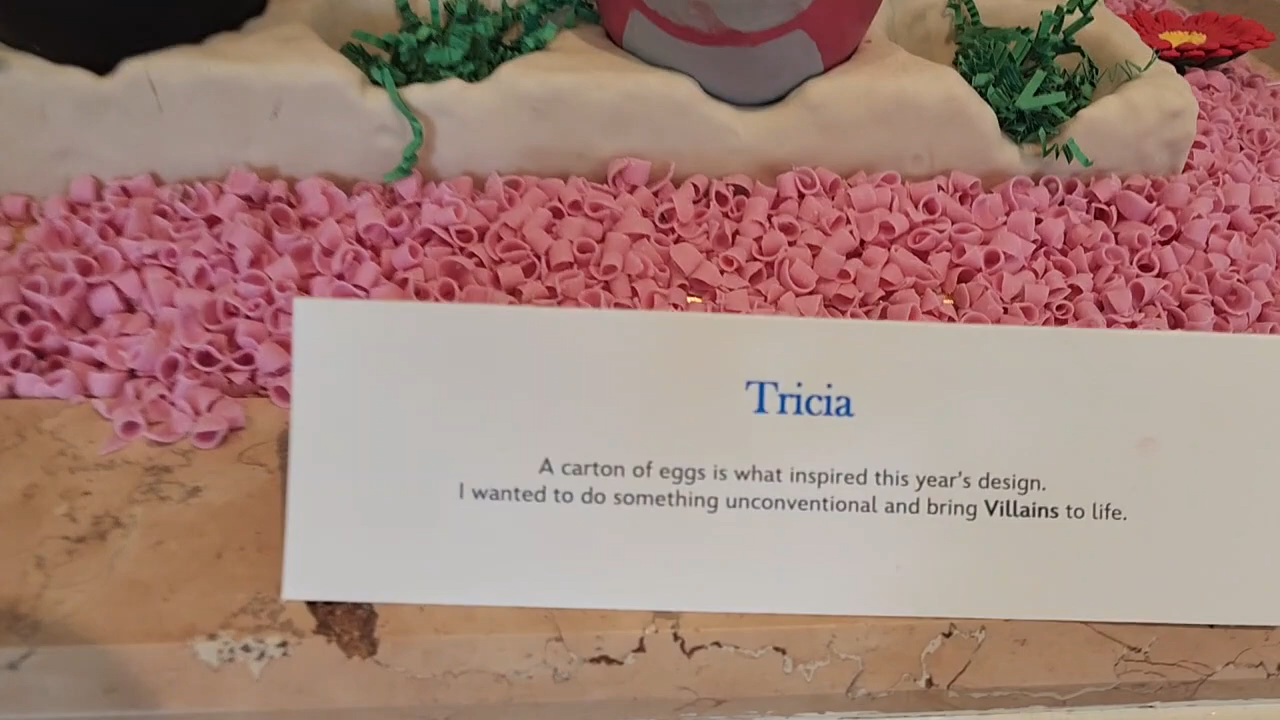 Tricia
A carton of eggs is what inspired this year's design.
I wanted to do something unconventional and bring Villains to life.